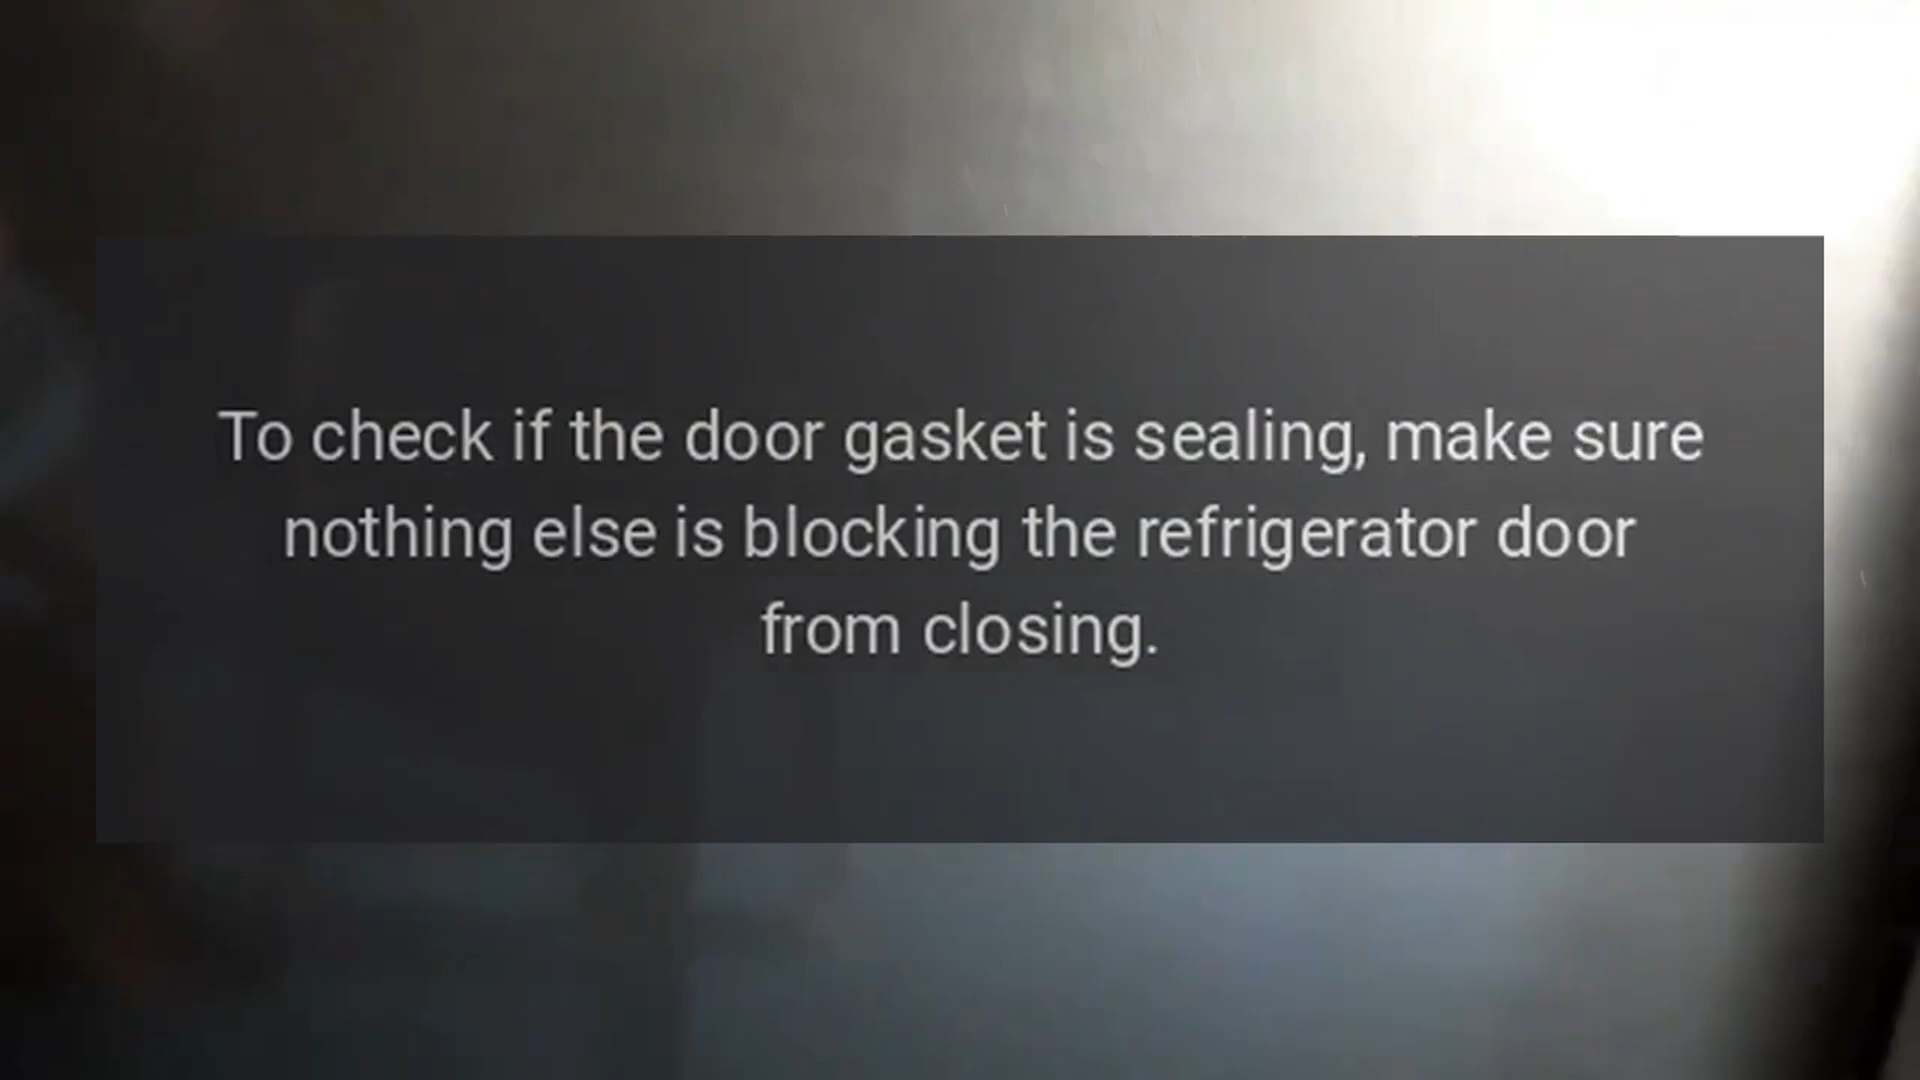 To check if the door gasket is sealing, make sure
nothing else is blocking the refrigerator door
from closing.